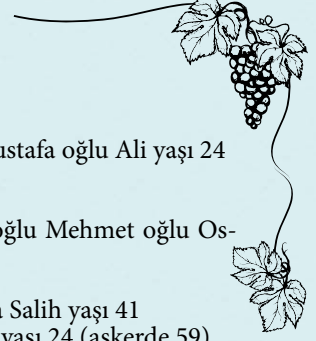 ustafa oğlu Ali yaşı 24
oğlu Mehmet oğlu Os-
Salih yaşı 41
yaşı 24 (askerde 59)